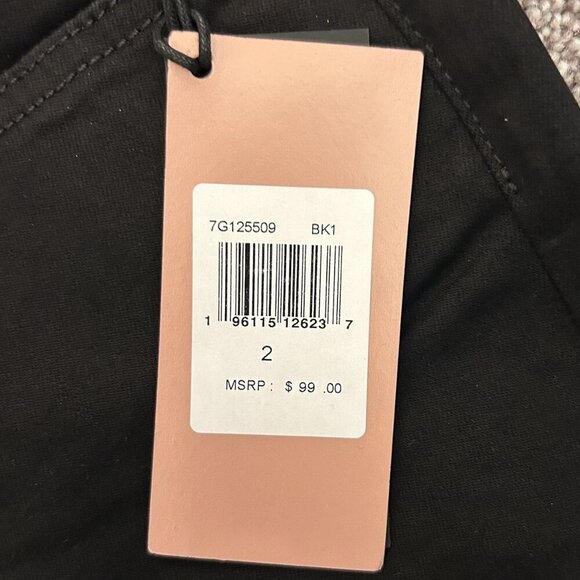 7G125509 BK1
1 96115 12623 7
2
MSRP : $ 99 .00